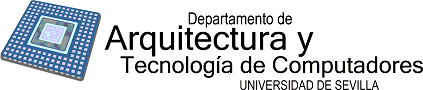 Departamento de
Arquitectura y
Tecnología de Computadores
UNIVERSIDAD DE SEVILLA